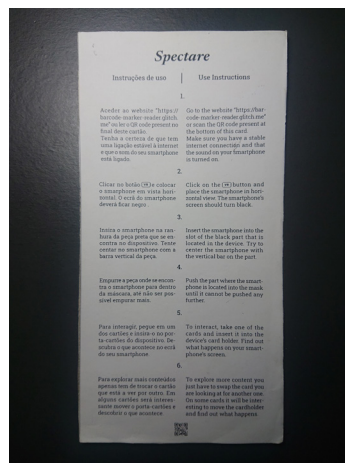 Spectare
Instruções de uso
Use Instructions
1.
Aceder ao website "https://
barcode-marker-reader.glitch.
me" ou ler o QR code presente no
final deste cartão.
Tenha a certeza de que tem
uma ligação estável à internet
e que o som do seu smartphone
está ligado.
Go to the website "https://bar-
code-marker-reader.glitch.me"
or scan the QR code present at
the bottom of this card.
Make sure you have a stable
internet connection and that
the sound on your smartphone
is turned on.
2.
Clicar no botão e colocar
o smartphone em vista hori-
zontal. O ecrã do smartphone
deverá ficar negro.
Click on the button and
place the smartphone in hori-
zontal view. The smartphone's
screen should turn black.
3.
Insira o smartphone na ran-
hura da peça preta que se en-
contra no dispositivo. Tente
centar no smartphone com a
barra vertical da peça.
Insert the smartphone into the
slot of the black part that is
located in the device. Try to
center the smartphone with
the vertical bar on the part.
4.
Empurre a peça onde se encon-
tra o smartphone para dentro
da máscara, até não ser pos-
sível empurrar mais.
Push the part where the smart-
phone is located into the mask
until it cannot be pushed any
further.
5.
Para interagir, pegue em um
dos cartões e insira-o no por-
ta-cartões do dispositivo. De-
scubra o que acontece no ecrã
do seu smartphone.
To interact, take one of the
cards and insert it into the
device's card folder. Find out
what happens on your smart-
phone's screen.
6.
Para explorar mais conteúdos
apenas tem de trocar o cartão
que está a ver por outro. Em
alguns cartões será interes-
sante mover o porta-cartões e
descobrir o que acontece.
To explore more content you
just have to swap the card you
are looking at for another one.
On some cards it will be inter-
esting to move the cardholder
and find out what happens.